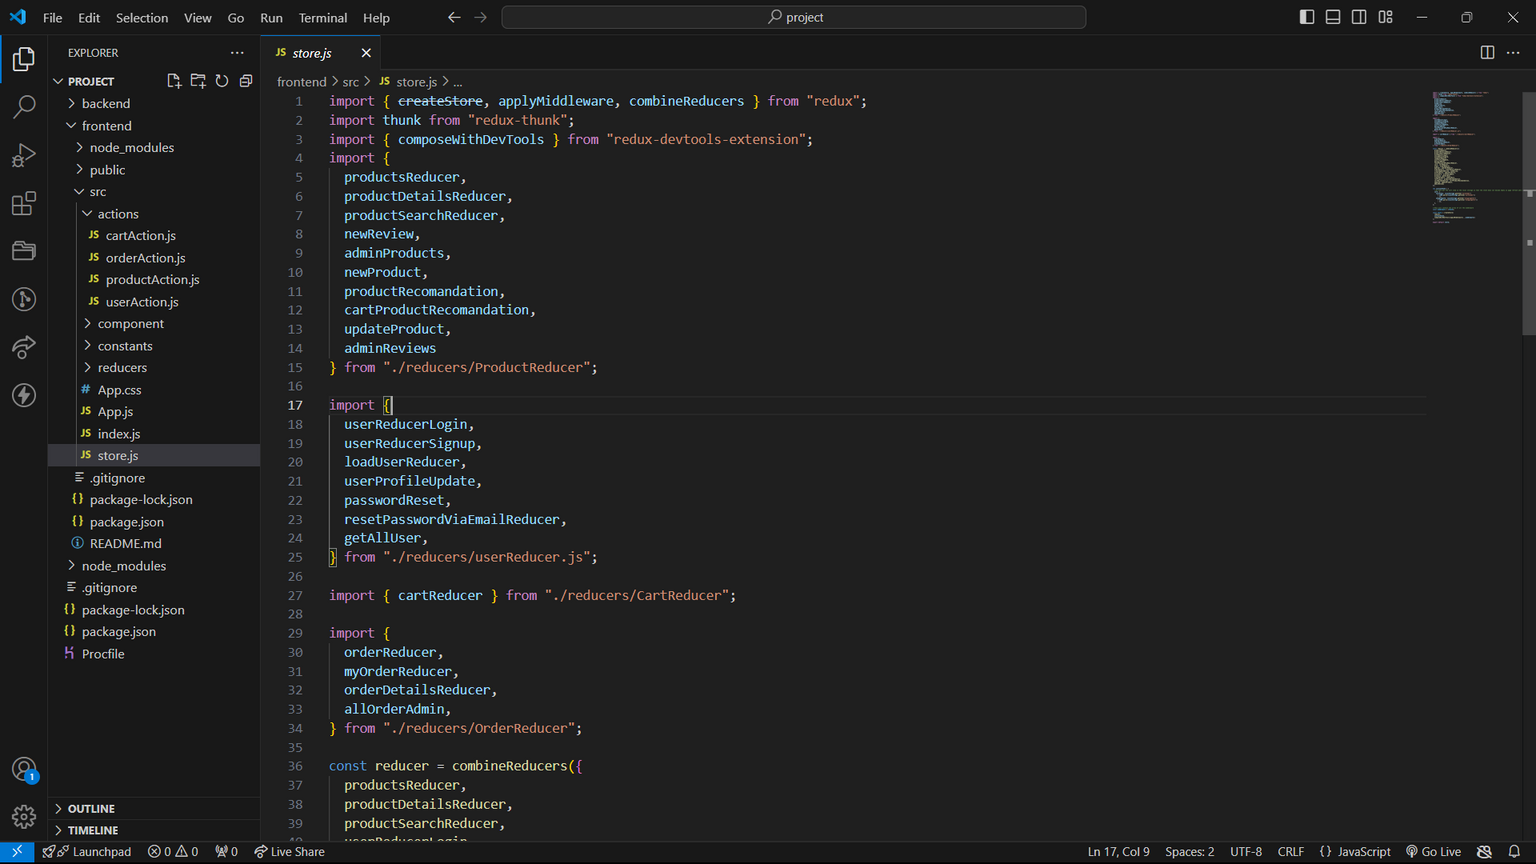 File Edit Selection View Go Run Terminal Help
project
EXPLORER
PROJECT
backend
frontend
node_modules
public
src
actions
JS cartAction.js
JS orderAction.js
JS productAction.js
JS userAction.js
component
constants
reducers
# App.css
JS App.js
JS index.js
JS store.js
.gitignore
{} package-lock.json
{} package.json
README.md
node_modules
.gitignore
{} package-lock.json
{} package.json
Procfile
OUTLINE
TIMELINE
1
JS store.js
frontend > src > JS store.js > ...
1 import { createStore, applyMiddleware, combineReducers } from "redux";
2 import thunk from "redux-thunk";
3 import { composeWithDevTools } from "redux-devtools-extension";
4 import {
5 productsReducer,
6 productDetailsReducer,
7 productSearchReducer,
8 newReview,
9 adminProducts,
10 newProduct,
11 productRecomandation,
12 cartProductRecomandation,
13 updateProduct,
14 adminReviews
15 } from "./reducers/ProductReducer";
16
17 import {
18 userReducerLogin,
19 userReducerSignup,
20 loadUserReducer,
21 userProfileUpdate,
22 passwordReset,
23 resetPasswordViaEmailReducer,
24 getAllUser,
25 } from "./reducers/userReducer.js";
26
27 import { cartReducer } from "./reducers/CartReducer";
28
29 import {
30 orderReducer,
31 myOrderReducer,
32 orderDetailsReducer,
33 allOrderAdmin,
34 } from "./reducers/OrderReducer";
35
36 const reducer = combineReducers({
37 productsReducer,
38 productDetailsReducer,
39 productSearchReducer,
Launchpad 0 0 0 Live Share Ln 17, Col 9 Spaces: 2 UTF-8 CRLF {} JavaScript Go Live